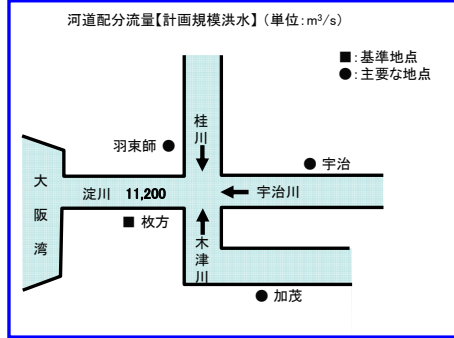 河道配分流量【計画規模洪水】(単位:m³/s)
■:基準地点
●:主要な地点
桂川
羽束師 ●
● 宇治
大阪湾
淀川 11,200
宇治川
■ 枚方
木津川
● 加茂